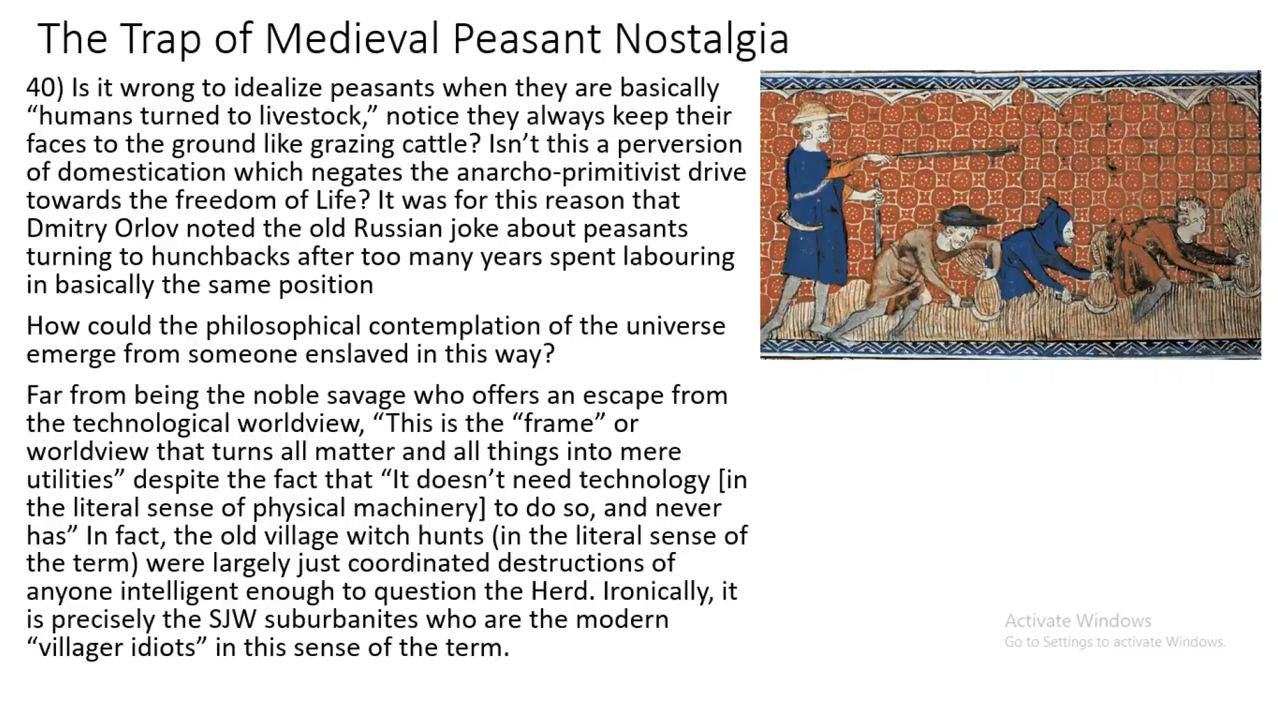 The Trap of Medieval Peasant Nostalgia
40) Is it wrong to idealize peasants when they are basically
“humans turned to livestock,” notice they always keep their
faces to the ground like grazing cattle? Isn’t this a perversion
of domestication which negates the anarcho-primitivist drive
towards the freedom of Life? It was for this reason that
Dmitry Orlov noted the old Russian joke about peasants
turning to hunchbacks after too many years spent labouring
in basically the same position
How could the philosophical contemplation of the universe
emerge from someone enslaved in this way?
Far from being the noble savage who offers an escape from
the technological worldview, “This is the “frame” or
worldview that turns all matter and all things into mere
utilities” despite the fact that “It doesn’t need technology [in
the literal sense of physical machinery] to do so, and never
has” In fact, the old village witch hunts (in the literal sense of
the term) were largely just coordinated destructions of
anyone intelligent enough to question the Herd. Ironically, it
is precisely the SJW suburbanites who are the modern
“villager idiots” in this sense of the term.
Activate Windows
Go to Settings to activate Windows.